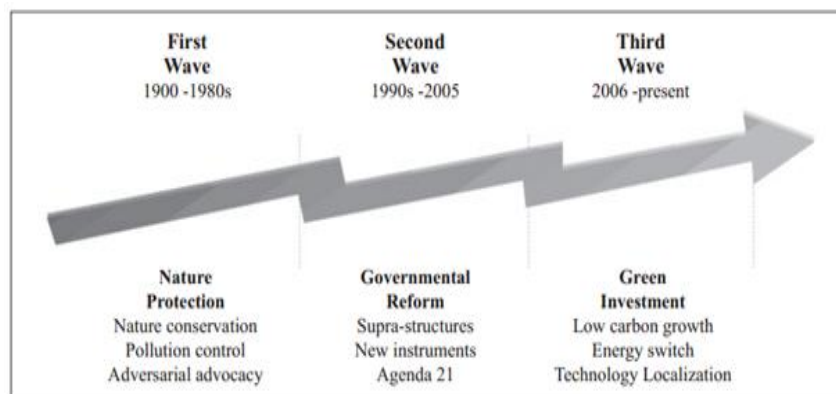 First
Wave
1900 -1980s
Second
Wave
1990s -2005
Third
Wave
2006 -present
Nature
Protection
Nature conservation
Pollution control
Adversarial advocacy
Governmental
Reform
Supra-structures
New instruments
Agenda 21
Green
Investment
Low carbon growth
Energy switch
Technology Localization